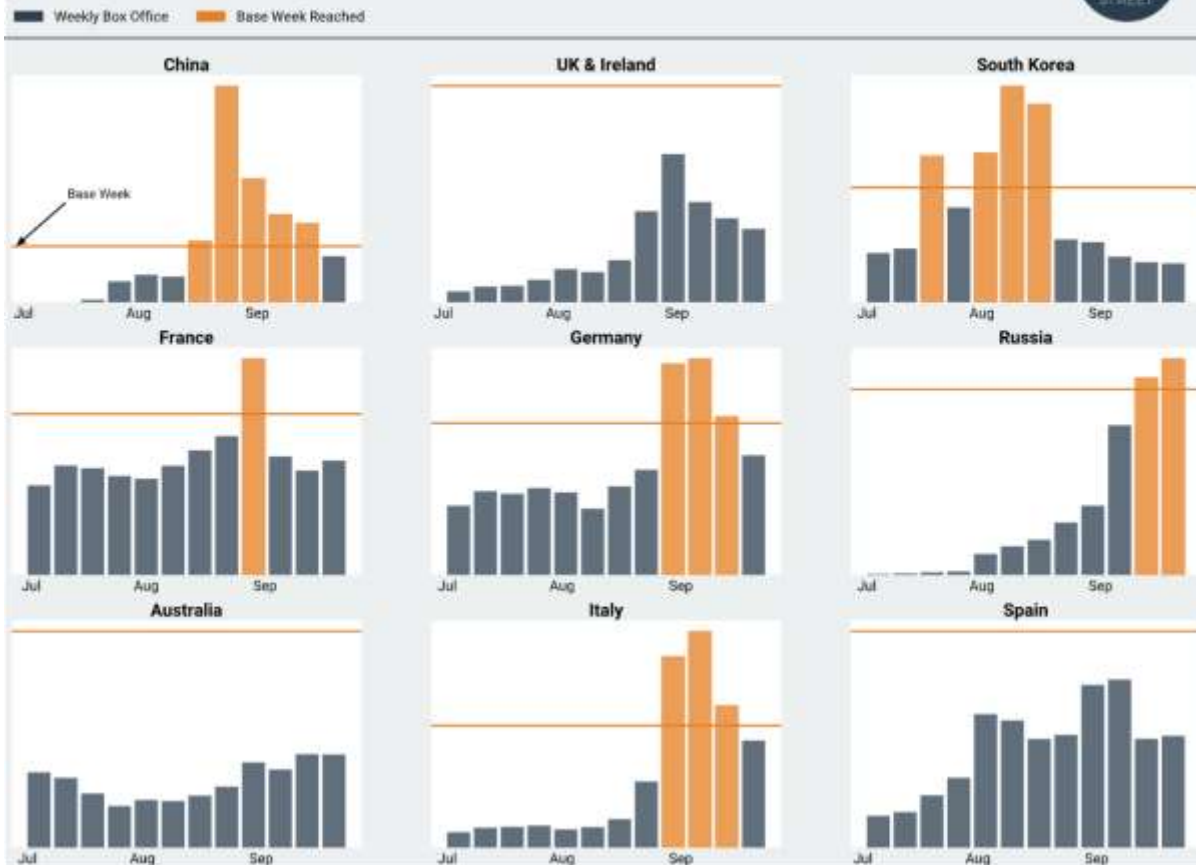 STREET
Weekly Box Office Base Week Reached
China UK & Ireland South Korea
Base Week
Jul Aug Sep Jul Aug Sep Jul Aug Sep
France Germany Russia
Jul Aug Sep Jul Aug Sep Jul Aug Sep
Australia Italy Spain
Jul Aug Sep Jul Aug Sep Jul Aug Sep